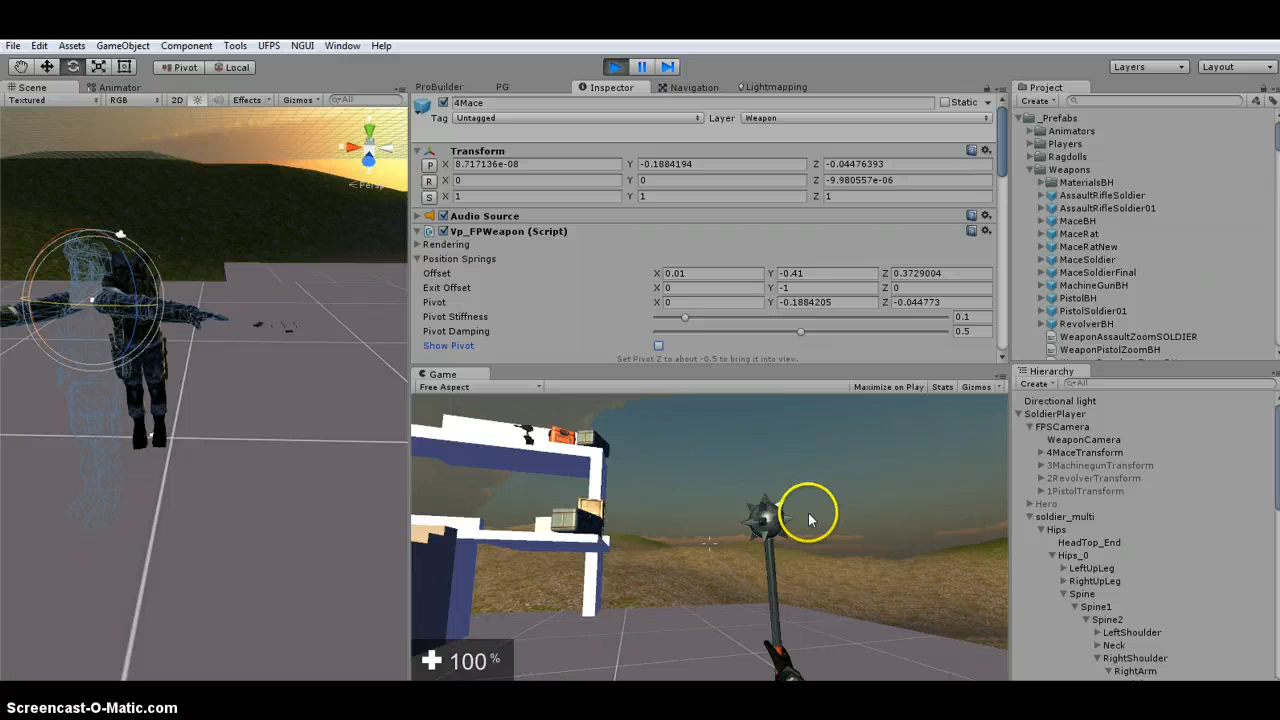 File Edit Assets GameObject Component Tools UFPS NGUI Window Help
Pivot Local Layers Layout
Scene Animator ProBuilder PG Inspector Navigation Lightmapping Project
Textured RGB 2D Effects Gizmos All 4Mace Static Create
Tag Untagged Layer Weapon
Transform
P X 8.717136e-08 Y -0.1884194 Z -0.04476393
R X 0 Y 0 Z -9.980557e-06
S X 1 Y 1 Z 1
Audio Source
Vp_FPWeapon (Script)
Rendering
Position Springs
Offset X 0.01 Y -0.41 Z 0.3729004
Exit Offset X 0 Y -1 Z 0
Pivot X 0 Y -0.1884205 Z -0.044773
Pivot Stiffness 0.1
Pivot Damping 0.5
Show Pivot
Set Pivot Z to about -0.5 to bring it into view.
Persp
_Prefabs
Animators
Players
Ragdolls
Weapons
MaterialsBH
AssaultRifleSoldier
AssaultRifleSoldier01
MaceBH
MaceRat
MaceRatNew
MaceSoldier
MaceSoldierFinal
MachineGunBH
PistolBH
PistolSoldier01
RevolverBH
WeaponAssaultZoomSOLDIER
WeaponPistolZoomBH
Game
Free Aspect Maximize on Play Stats Gizmos
100%
Hierarchy
Create All
Directional light
SoldierPlayer
FPSCamera
WeaponCamera
4MaceTransform
3MachinegunTransform
2RevolverTransform
1PistolTransform
Hero
soldier_multi
Hips
HeadTop_End
Hips_0
LeftUpLeg
RightUpLeg
Spine
Spine1
Spine2
LeftShoulder
Neck
RightShoulder
RightArm
Screencast-O-Matic.com